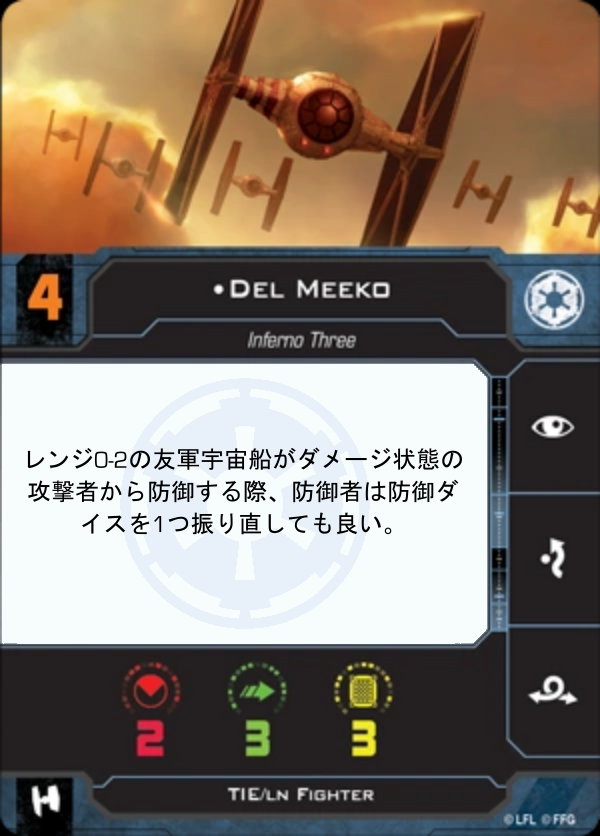 4
•Del Meeko
Inferno Three
レンジ0-2の友軍宇宙船がダメージ状態の
攻撃者から防御する際、防御者は防御ダ
イスを1つ振り直しても良い。
2 3 3
TIE/ln Fighter
©LFL ©FFG